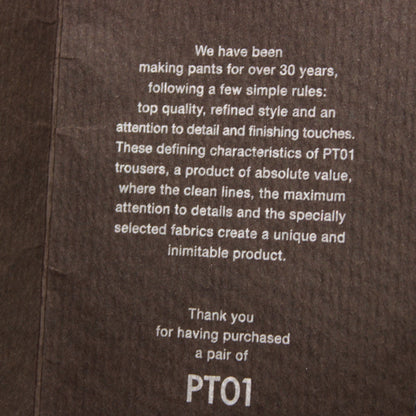 We have been
making pants for over 30 years,
following a few simple rules:
top quality, refined style and an
attention to detail and finishing touches.
These defining characteristics of PT01
trousers, a product of absolute value,
where the clean lines, the maximum
attention to details and the specially
selected fabrics create a unique and
inimitable product.
Thank you
for having purchased
a pair of
PT01